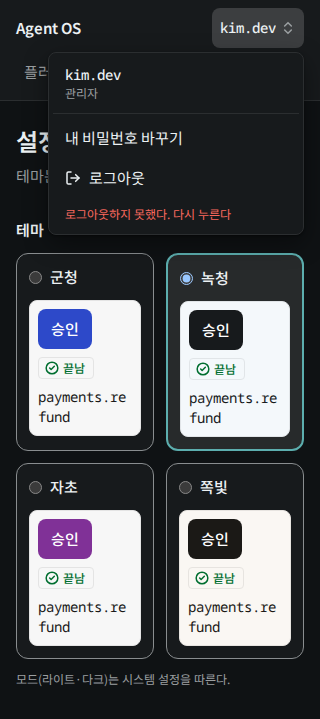 Agent OS
kim.dev
플러
kim.dev
관리자
내 비밀번호 바꾸기
로그아웃
로그아웃하지 못했다. 다시 누른다
설정
테마
테마
군청
승인
끝남
payments.re
fund
녹청
승인
끝남
payments.re
fund
자초
승인
끝남
payments.re
fund
쪽빛
승인
끝남
payments.re
fund
모드(라이트·다크)는 시스템 설정을 따른다.